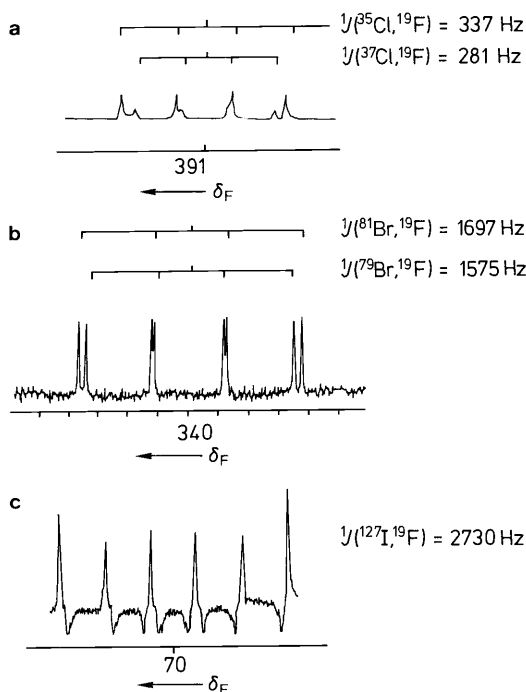 a
¹J(³⁵Cl,¹⁹F) = 337 Hz
¹J(³⁷Cl,¹⁹F) = 281 Hz
391
← δF
b
¹J(⁸¹Br,¹⁹F) = 1697 Hz
¹J(⁷⁹Br,¹⁹F) = 1575 Hz
340
← δF
c
¹J(¹²⁷I,¹⁹F) = 2730 Hz
70
← δF